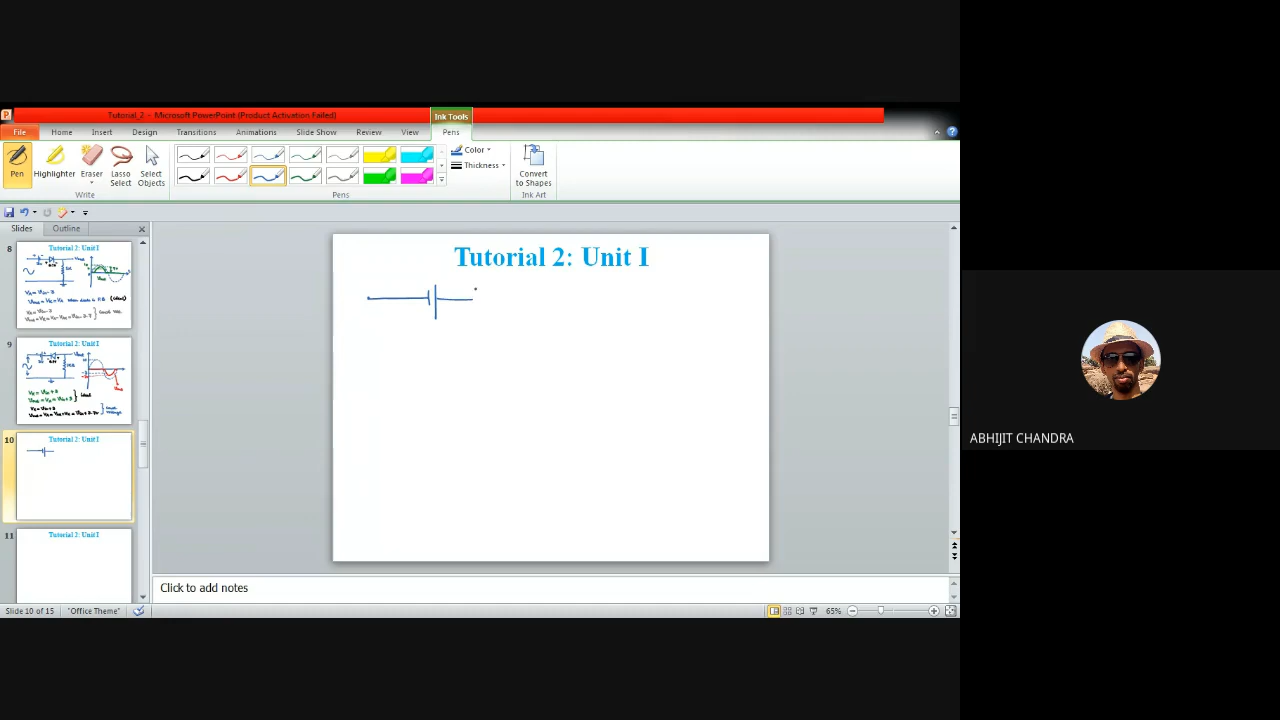 Tutorial_2 - Microsoft PowerPoint (Product Activation Failed)
Ink Tools
File Home Insert Design Transitions Animations Slide Show Review View Pens
Pen Highlighter Eraser Lasso Select Select Objects
Color
Thickness
Convert to Shapes
Write Pens Ink Art
Slides Outline
8 Tutorial 2: Unit I
9 Tutorial 2: Unit I
10 Tutorial 2: Unit I
11 Tutorial 2: Unit I
Tutorial 2: Unit I
ABHIJIT CHANDRA
Click to add notes
Slide 10 of 15 "Office Theme" 65%